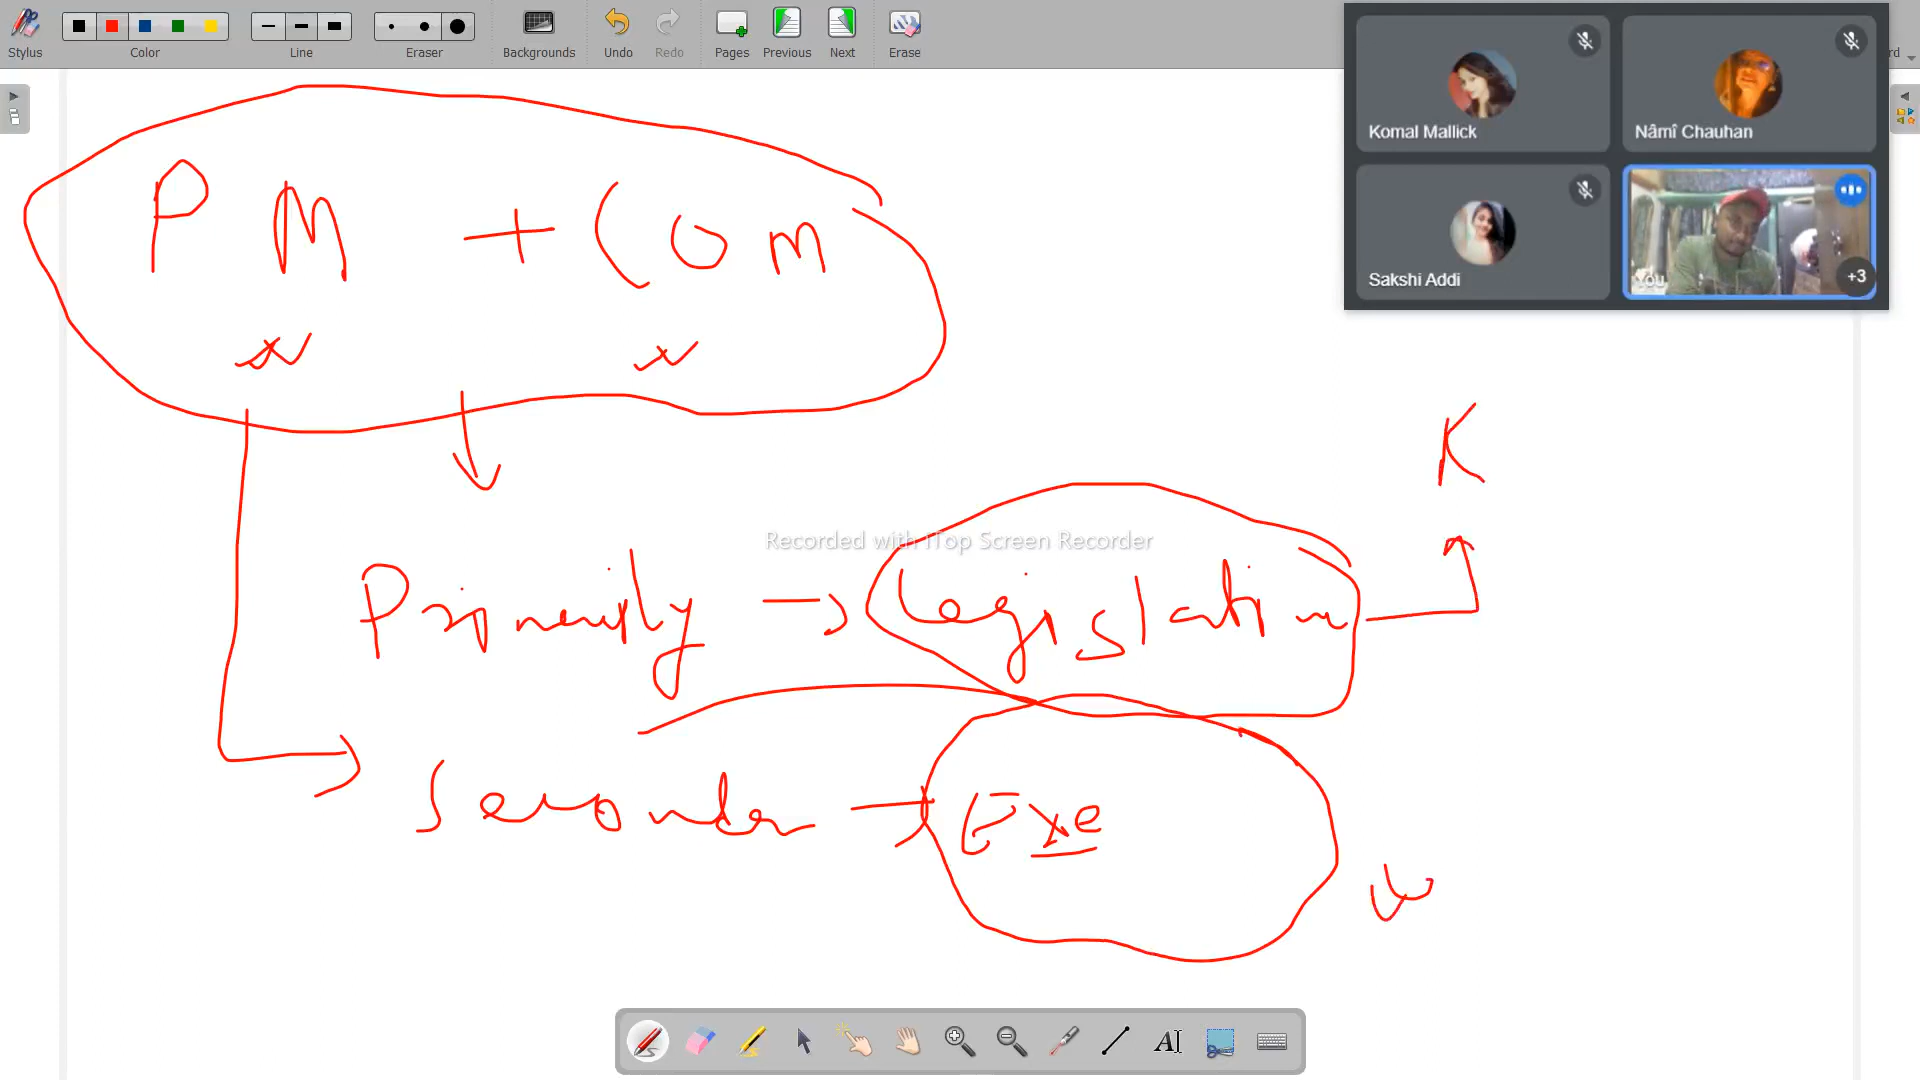 Stylus Color Line Eraser Backgrounds Undo Redo Pages Previous Next Erase
Komal Mallick
Nâmî Chauhan
Sakshi Addi
You
+3
PM + Com
K
Recorded with iTop Screen Recorder
Primarily → Legislation
→ Exe